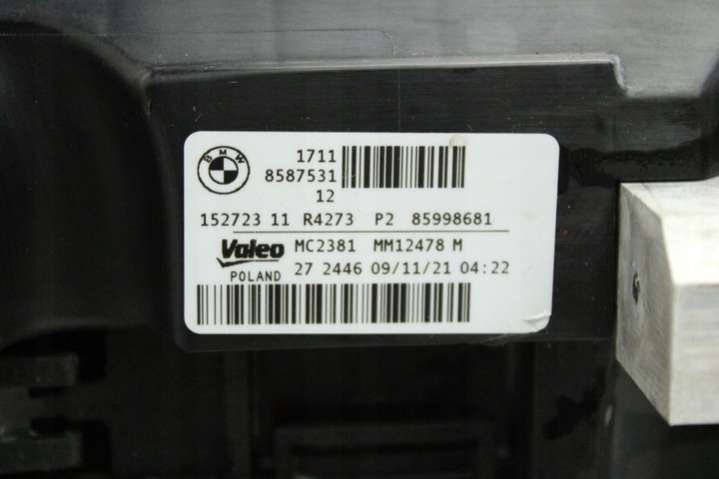 BMW
1711
8587531
12
152723 11 R4273 P2 85998681
Valeo MC2381 MM12478 M
POLAND 27 2446 09/11/21 04:22